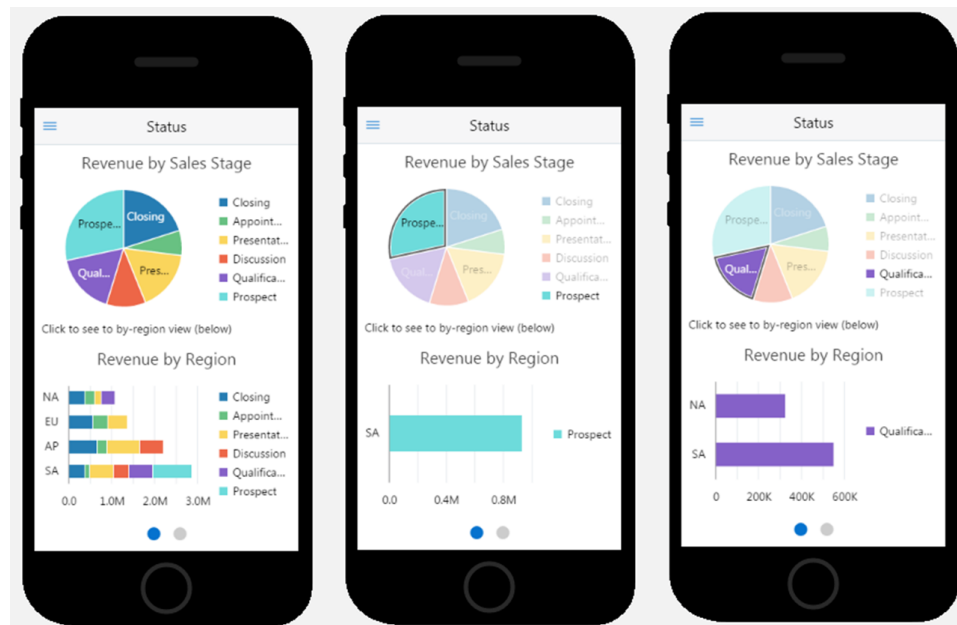 Status
Revenue by Sales Stage
Prospe...
Closing
Qual...
Pres...
Closing
Appoint...
Presentat...
Discussion
Qualifica...
Prospect
Click to see to by-region view (below)
Revenue by Region
NA
EU
AP
SA
0.0 1.0M 2.0M 3.0M
Closing
Appoint...
Presentat...
Discussion
Qualifica...
Prospect
Status
Revenue by Sales Stage
Prospe...
Closing
Qual...
Pres...
Closing
Appoint...
Presentat...
Discussion
Qualifica...
Prospect
Click to see to by-region view (below)
Revenue by Region
SA
0.0 0.4M 0.8M
Prospect
Status
Revenue by Sales Stage
Prospe...
Closing
Qual...
Pres...
Closing
Appoint...
Presentat...
Discussion
Qualifica...
Prospect
Click to see to by-region view (below)
Revenue by Region
NA
SA
0 200K 400K 600K
Qualifica...